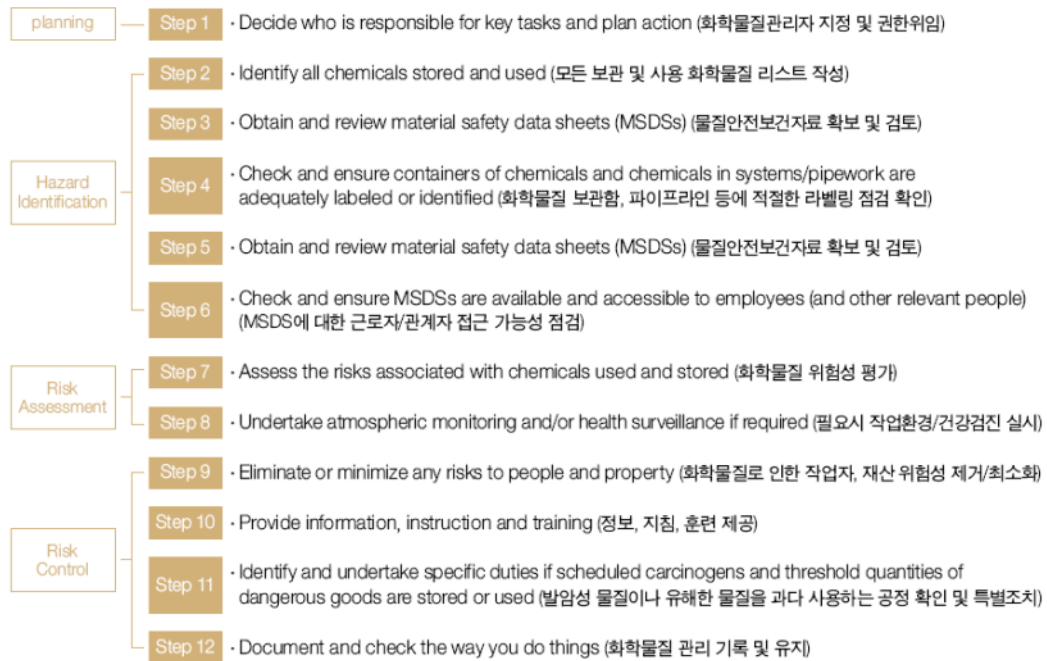 planning
Step 1
· Decide who is responsible for key tasks and plan action (화학물질관리자 지정 및 권한위임)
Hazard
Identification
Step 2
· Identify all chemicals stored and used (모든 보관 및 사용 화학물질 리스트 작성)
Step 3
· Obtain and review material safety data sheets (MSDSs) (물질안전보건자료 확보 및 검토)
Step 4
· Check and ensure containers of chemicals and chemicals in systems/pipework are
adequately labeled or identified (화학물질 보관함, 파이프라인 등에 적절한 라벨링 점검 확인)
Step 5
· Obtain and review material safety data sheets (MSDSs) (물질안전보건자료 확보 및 검토)
Step 6
· Check and ensure MSDSs are available and accessible to employees (and other relevant people)
(MSDS에 대한 근로자/관계자 접근 가능성 점검)
Risk
Assessment
Step 7
· Assess the risks associated with chemicals used and stored (화학물질 위험성 평가)
Step 8
· Undertake atmospheric monitoring and/or health surveillance if required (필요시 작업환경/건강검진 실시)
Risk
Control
Step 9
· Eliminate or minimize any risks to people and property (화학물질로 인한 작업자, 재산 위험성 제거/최소화)
Step 10
· Provide information, instruction and training (정보, 지침, 훈련 제공)
Step 11
· Identify and undertake specific duties if scheduled carcinogens and threshold quantities of
dangerous goods are stored or used (발암성 물질이나 유해한 물질을 과다 사용하는 공정 확인 및 특별조치)
Step 12
· Document and check the way you do things (화학물질 관리 기록 및 유지)